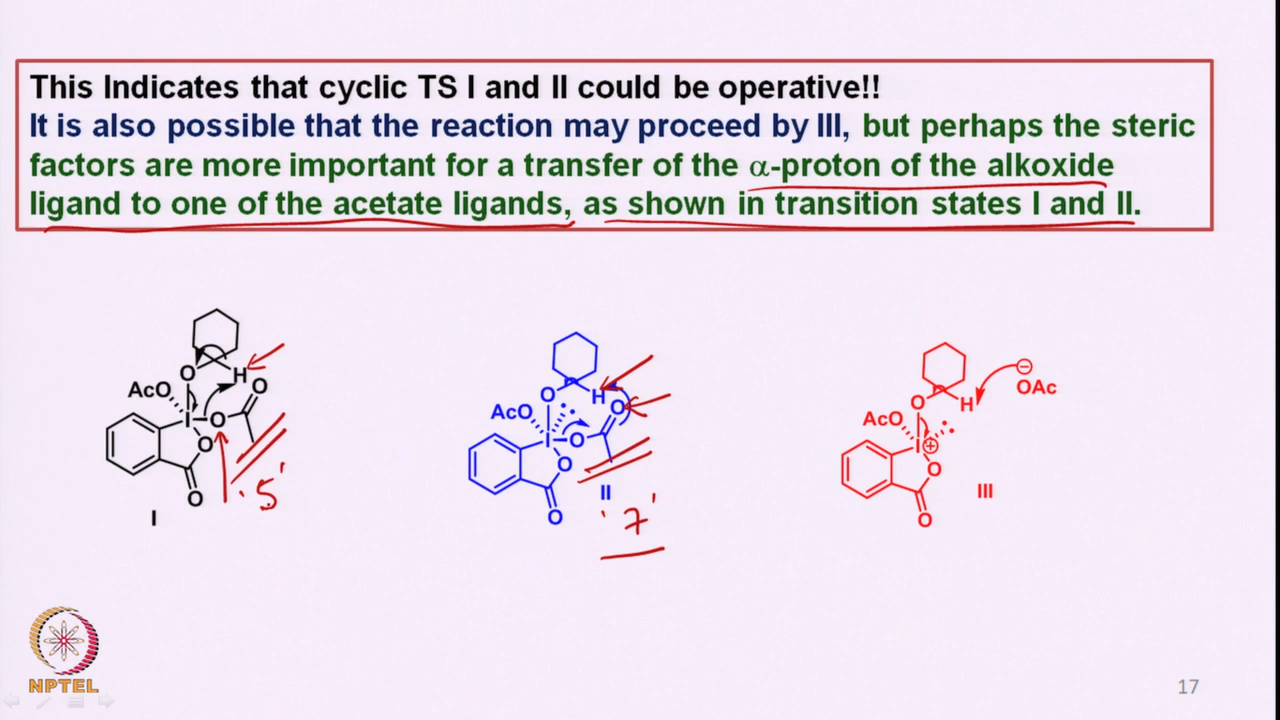 This Indicates that cyclic TS I and II could be operative!!
It is also possible that the reaction may proceed by III, but perhaps the steric
factors are more important for a transfer of the α-proton of the alkoxide
ligand to one of the acetate ligands, as shown in transition states I and II.
O H O
AcO I O
O
O
I
'5'
O H
AcO O
I O
O
O
II
'7'
⊖
OAc
O H
AcO
I ⊕
O
O
III
NPTEL
17